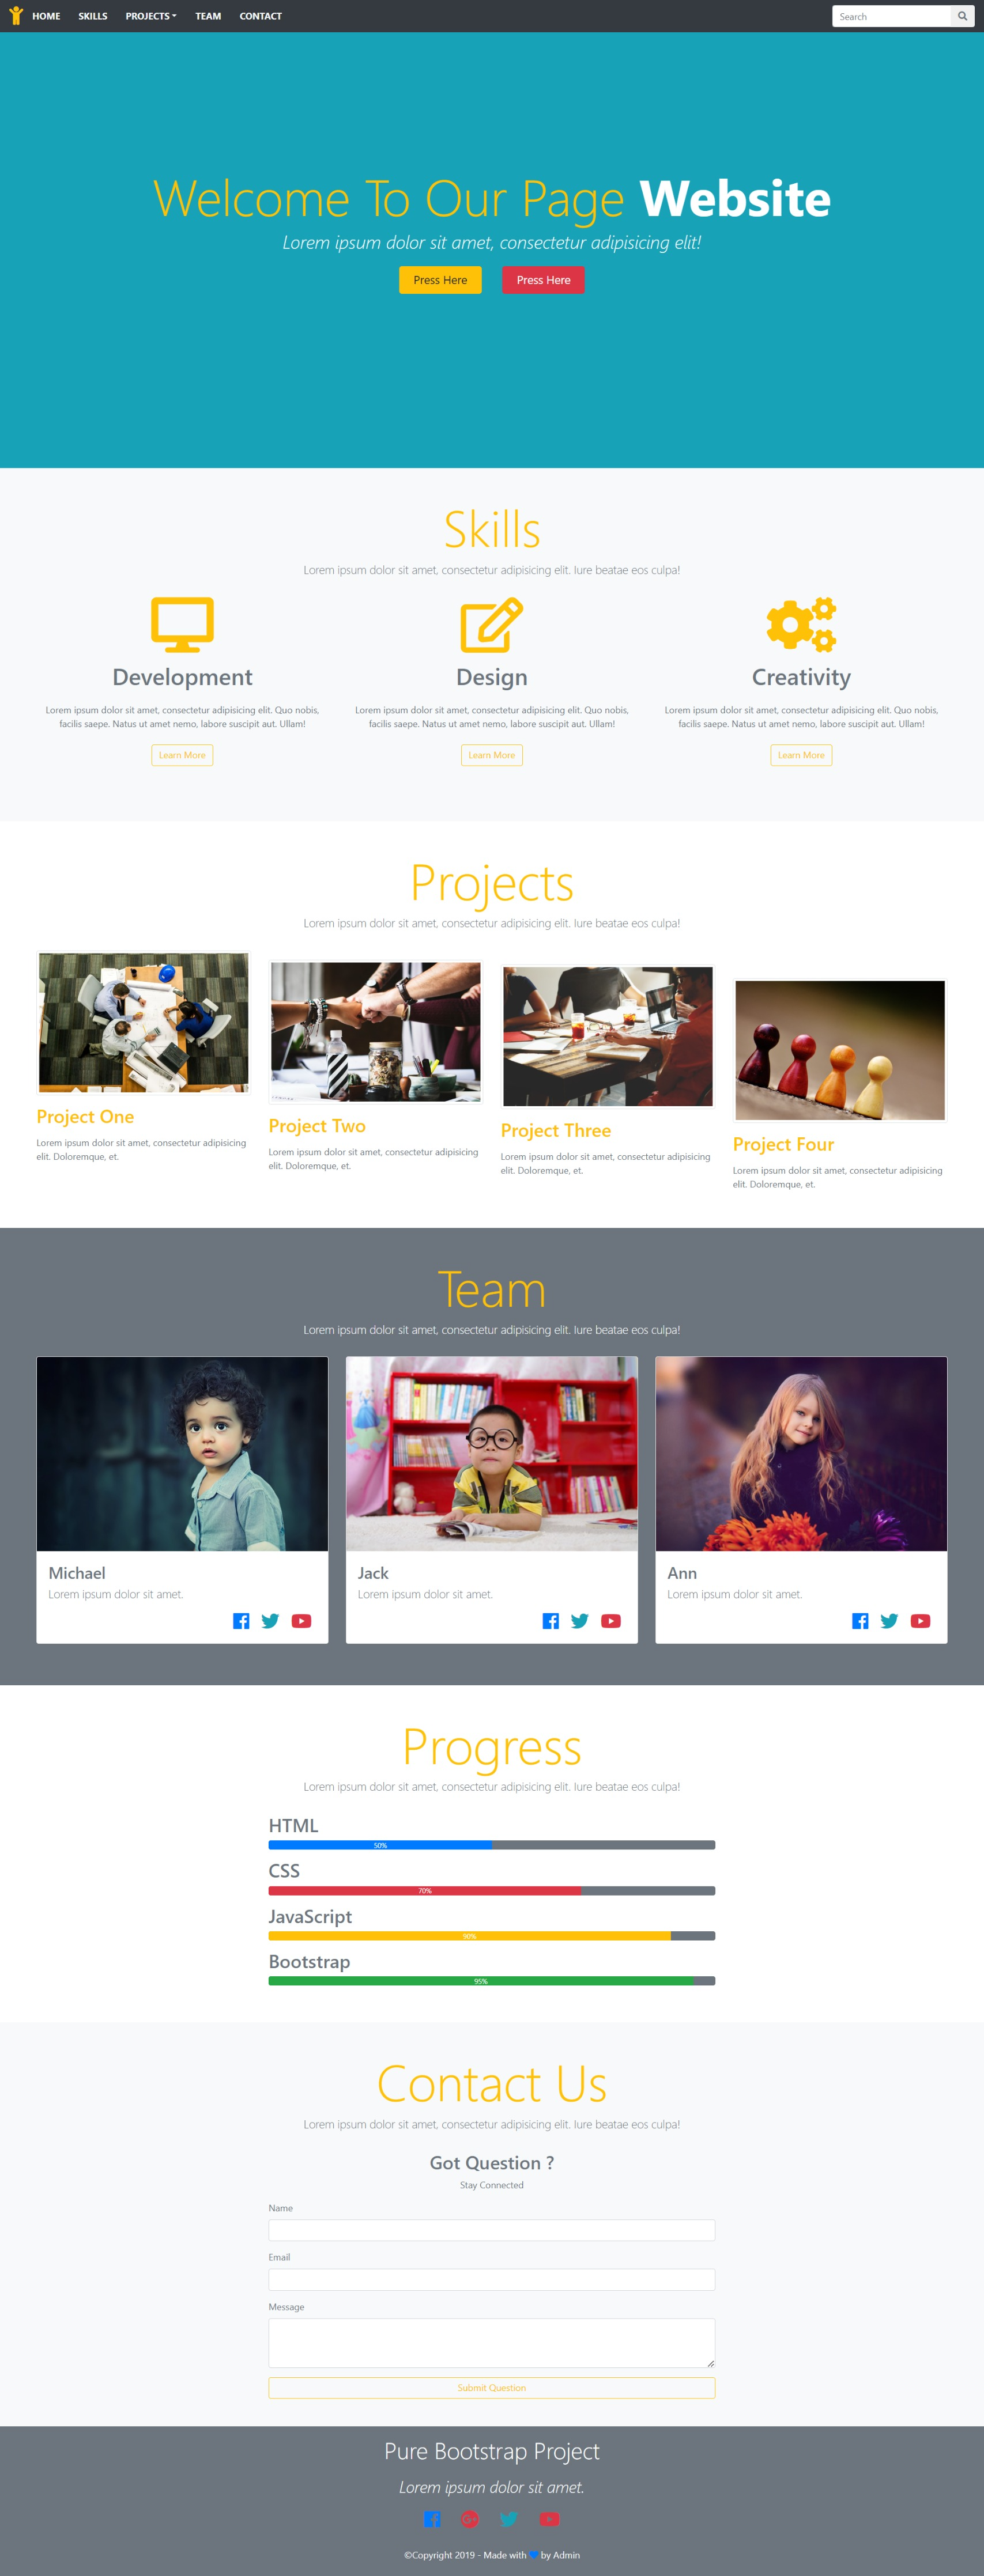 HOME SKILLS PROJECTS TEAM CONTACT Search
Welcome To Our Page Website
Lorem ipsum dolor sit amet, consectetur adipisicing elit!
Press Here Press Here
Skills
Lorem ipsum dolor sit amet, consectetur adipisicing elit. Iure beatae eos culpa!
Development
Lorem ipsum dolor sit amet, consectetur adipisicing elit. Quo nobis,
facilis saepe. Natus ut amet nemo, labore suscipit aut. Ullam!
Learn More
Design
Lorem ipsum dolor sit amet, consectetur adipisicing elit. Quo nobis,
facilis saepe. Natus ut amet nemo, labore suscipit aut. Ullam!
Learn More
Creativity
Lorem ipsum dolor sit amet, consectetur adipisicing elit. Quo nobis,
facilis saepe. Natus ut amet nemo, labore suscipit aut. Ullam!
Learn More
Projects
Lorem ipsum dolor sit amet, consectetur adipisicing elit. Iure beatae eos culpa!
Project One
Lorem ipsum dolor sit amet, consectetur adipisicing
elit. Doloremque, et.
Project Two
Lorem ipsum dolor sit amet, consectetur adipisicing
elit. Doloremque, et.
Project Three
Lorem ipsum dolor sit amet, consectetur adipisicing
elit. Doloremque, et.
Project Four
Lorem ipsum dolor sit amet, consectetur adipisicing
elit. Doloremque, et.
Team
Lorem ipsum dolor sit amet, consectetur adipisicing elit. Iure beatae eos culpa!
Michael
Lorem ipsum dolor sit amet.
Jack
Lorem ipsum dolor sit amet.
Ann
Lorem ipsum dolor sit amet.
Progress
Lorem ipsum dolor sit amet, consectetur adipisicing elit. Iure beatae eos culpa!
HTML
50%
CSS
70%
JavaScript
90%
Bootstrap
95%
Contact Us
Lorem ipsum dolor sit amet, consectetur adipisicing elit. Iure beatae eos culpa!
Got Question ?
Stay Connected
Name
Email
Message
Submit Question
Pure Bootstrap Project
Lorem ipsum dolor sit amet.
©Copyright 2019 - Made with by Admin